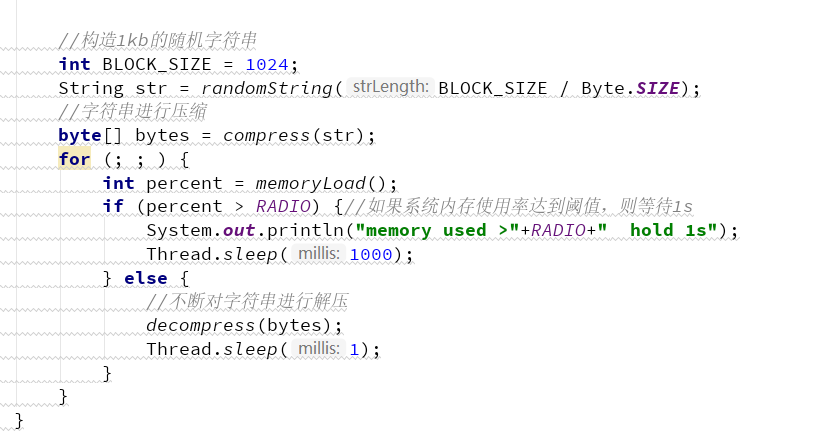 //构造1kb的随机字符串
int BLOCK_SIZE = 1024;
String str = randomString( strLength: BLOCK_SIZE / Byte.SIZE);
//字符串进行压缩
byte[] bytes = compress(str);
for (; ; ) {
int percent = memoryLoad();
if (percent > RADIO) {//如果系统内存使用率达到阈值，则等待1s
System.out.println("memory used >"+RADIO+"  hold 1s");
Thread.sleep( millis: 1000);
} else {
//不断对字符串进行解压
decompress(bytes);
Thread.sleep( millis: 1);
}
}
}